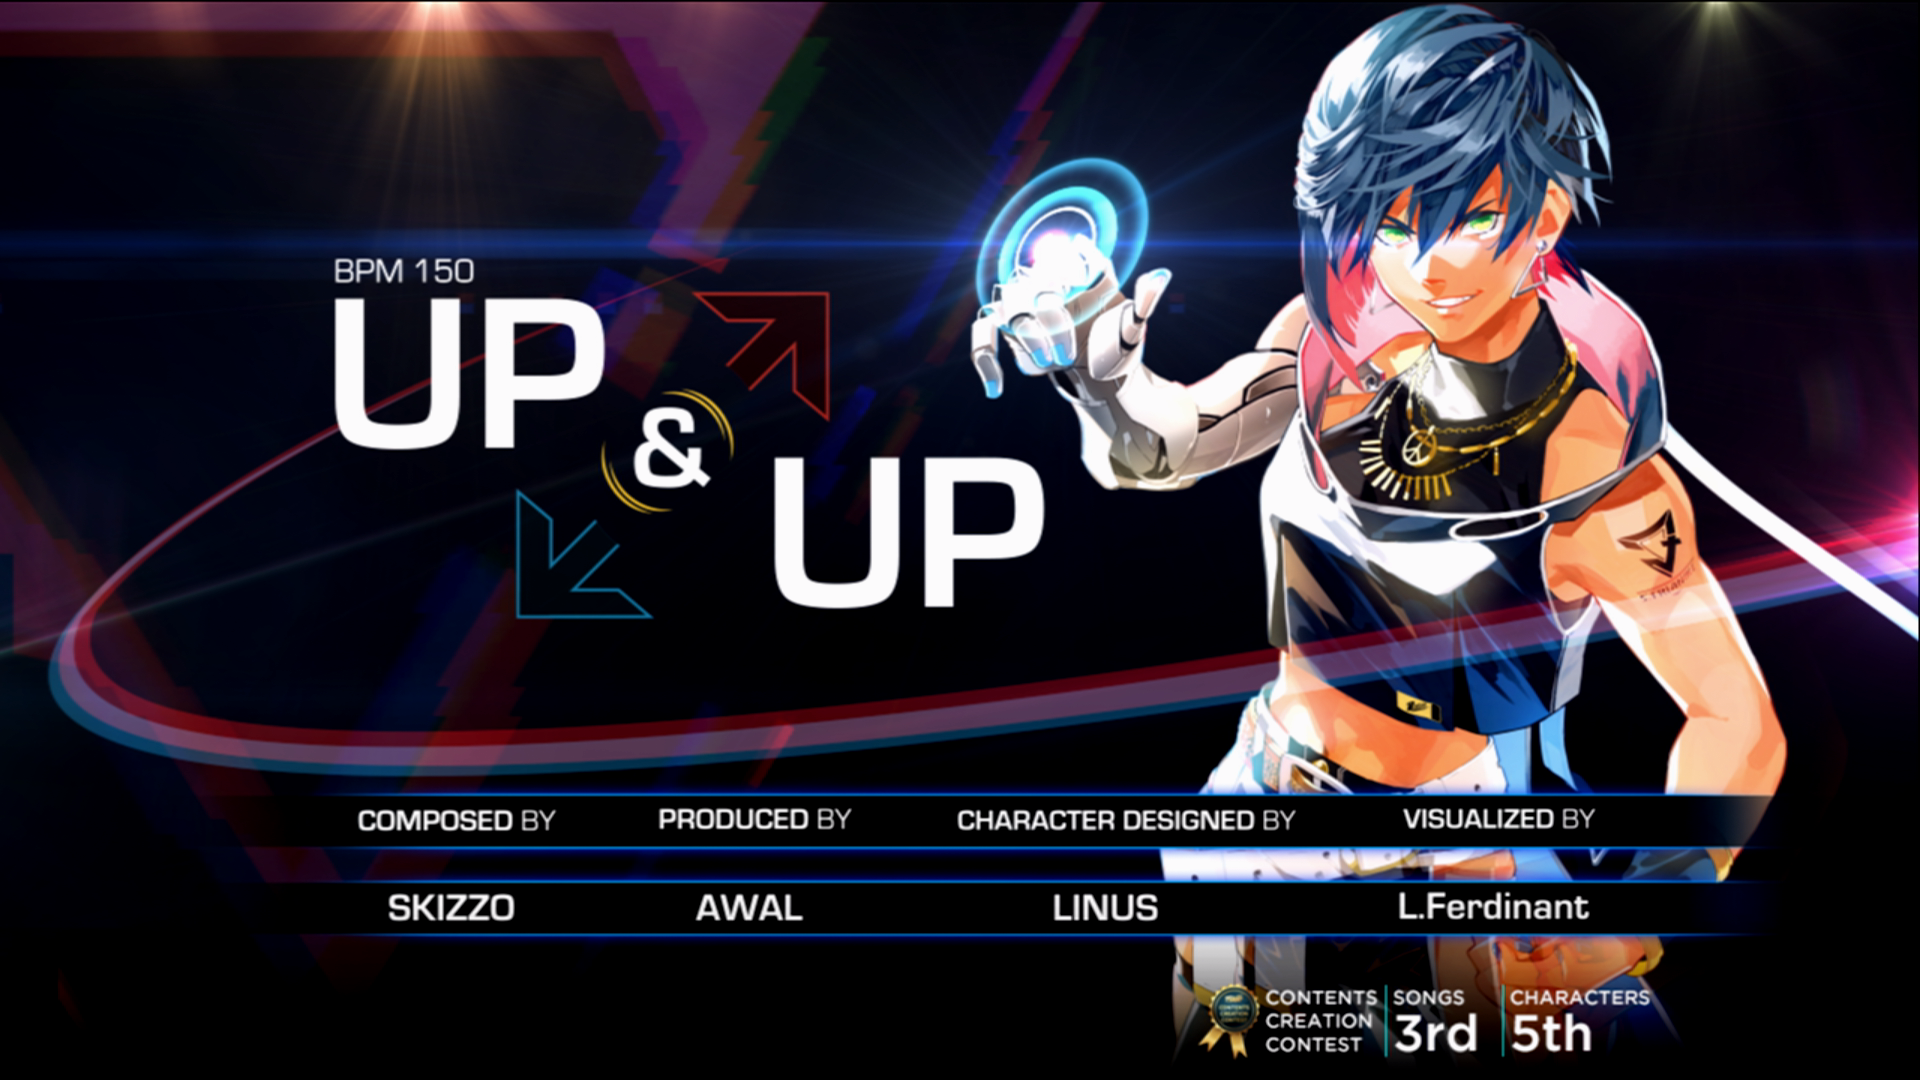 BPM 150
UP
&
UP
COMPOSED BY
PRODUCED BY
CHARACTER DESIGNED BY
VISUALIZED BY
SKIZZO
AWAL
LINUS
L.Ferdinant
CONTENTS
CREATION
CONTEST
SONGS
3rd
CHARACTERS
5th